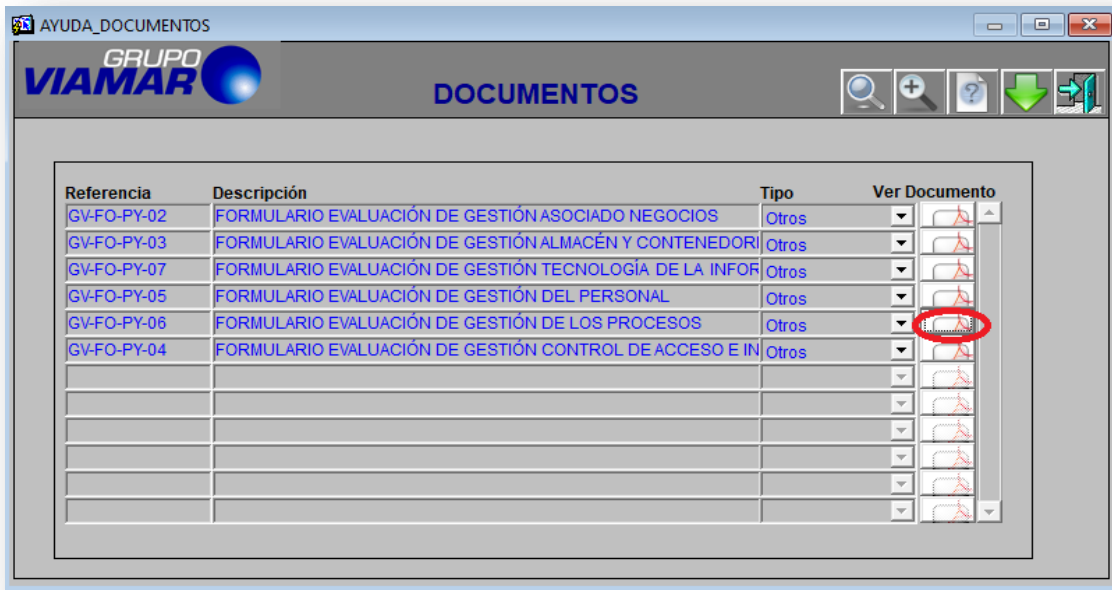 AYUDA_DOCUMENTOS
GRUPO
VIAMAR
DOCUMENTOS
Referencia Descripción Tipo Ver Documento
GV-FO-PY-02 FORMULARIO EVALUACIÓN DE GESTIÓN ASOCIADO NEGOCIOS Otros
GV-FO-PY-03 FORMULARIO EVALUACIÓN DE GESTIÓN ALMACÉN Y CONTENEDORI Otros
GV-FO-PY-07 FORMULARIO EVALUACIÓN DE GESTIÓN TECNOLOGÍA DE LA INFOR Otros
GV-FO-PY-05 FORMULARIO EVALUACIÓN DE GESTIÓN DEL PERSONAL Otros
GV-FO-PY-06 FORMULARIO EVALUACIÓN DE GESTIÓN DE LOS PROCESOS Otros
GV-FO-PY-04 FORMULARIO EVALUACIÓN DE GESTIÓN CONTROL DE ACCESO E IN Otros